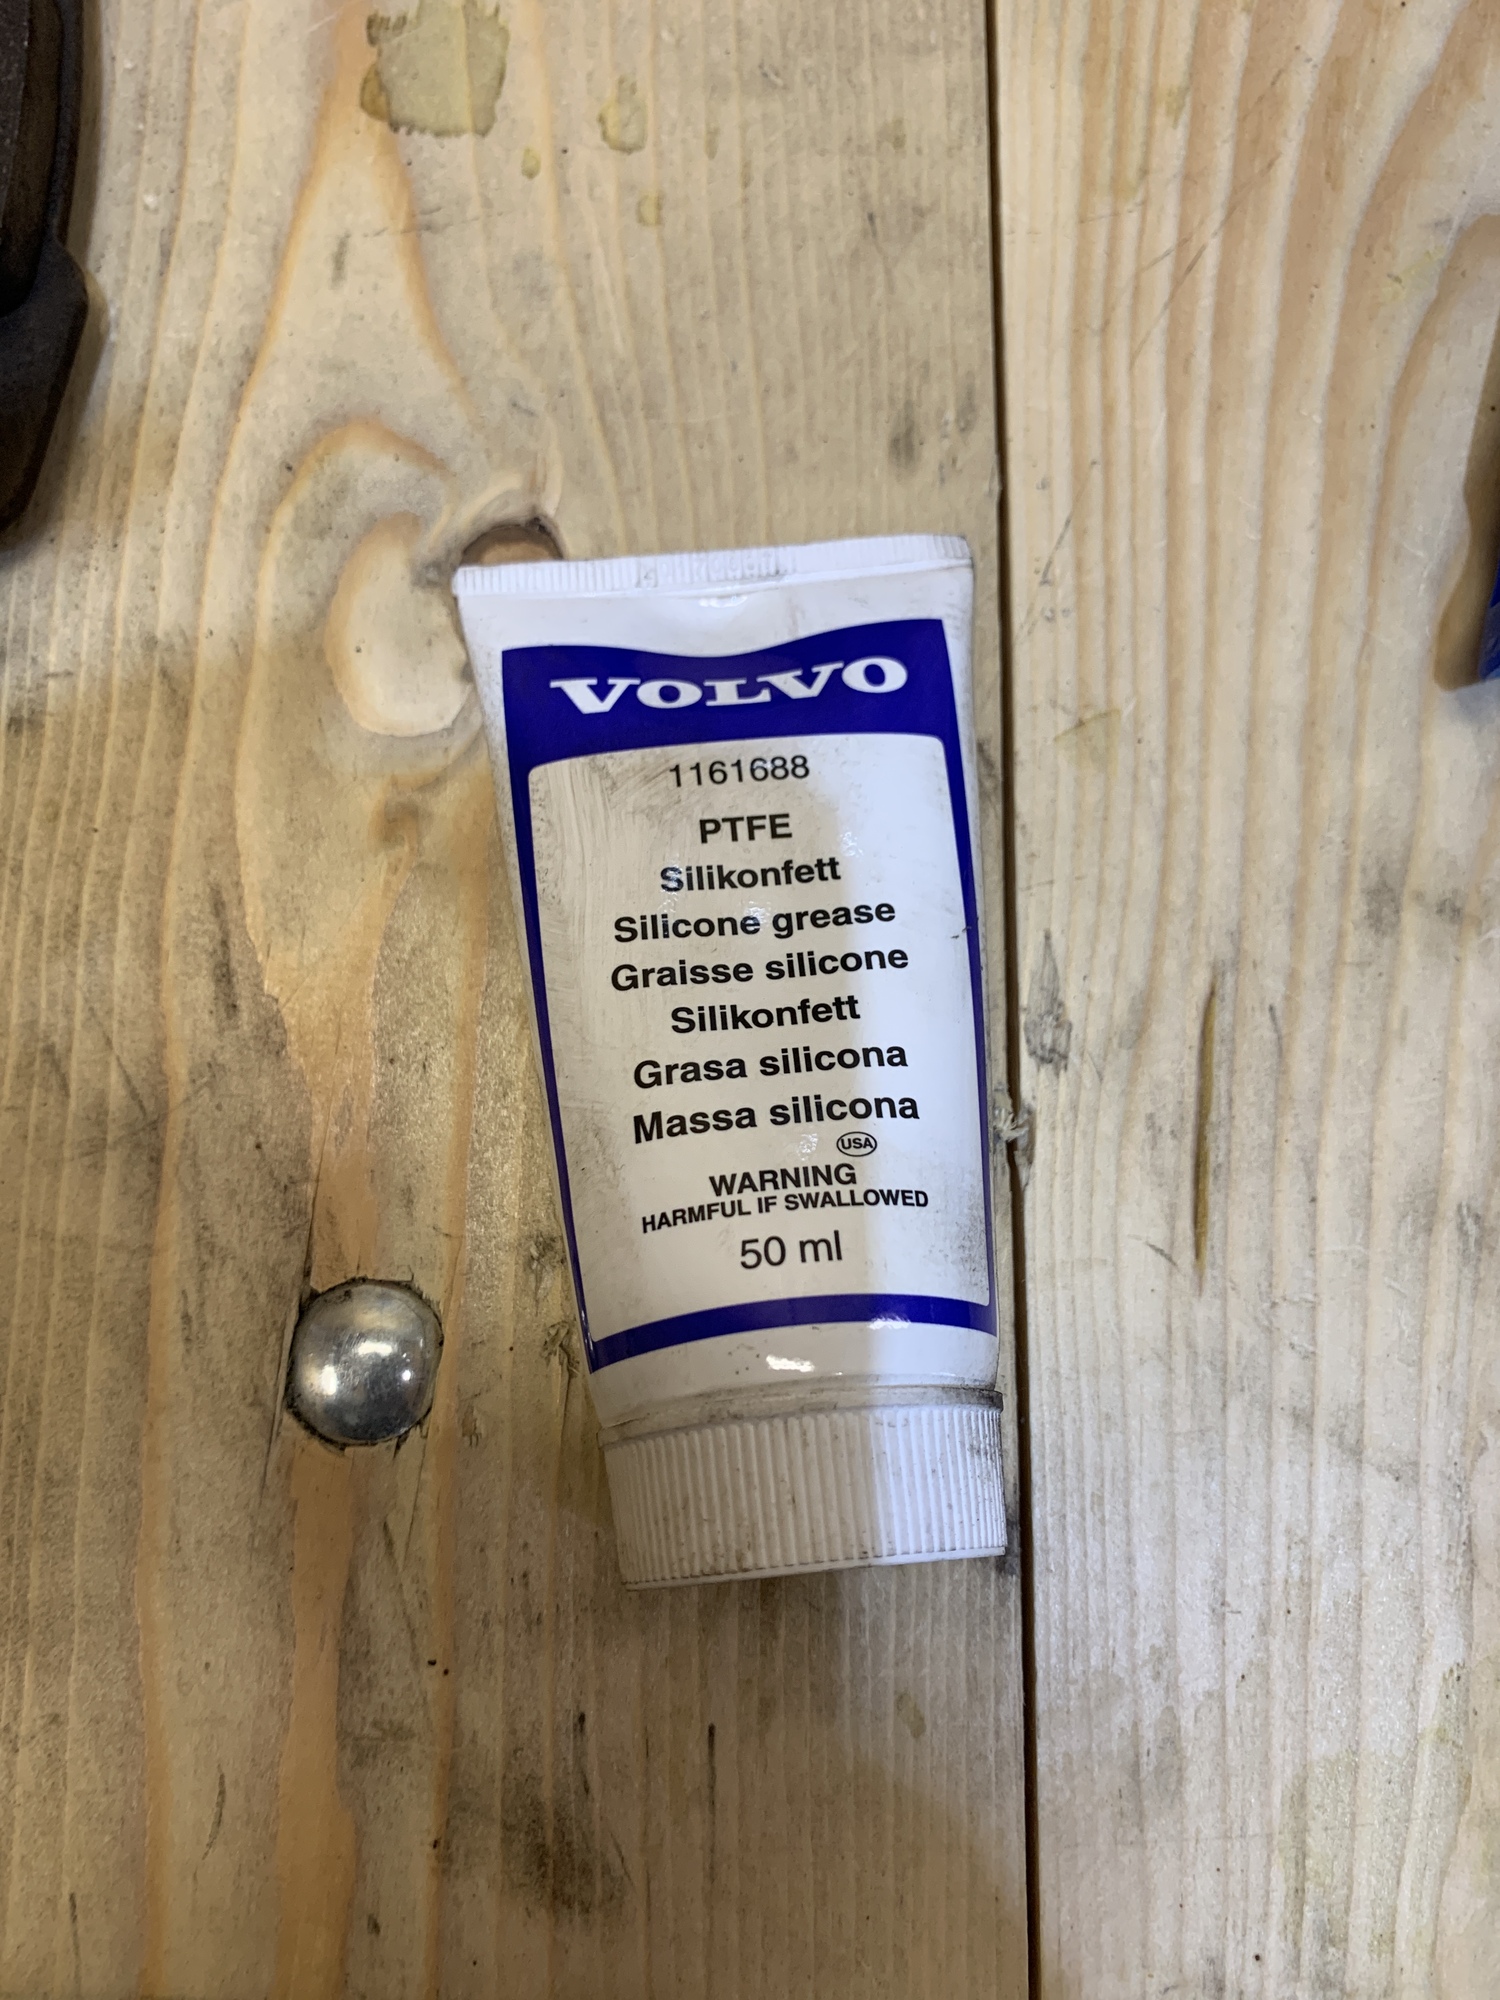 VOLVO
1161688
PTFE
Silikonfett
Silicone grease
Graisse silicone
Silikonfett
Grasa silicona
Massa silicona
USA
WARNING
HARMFUL IF SWALLOWED
50 ml